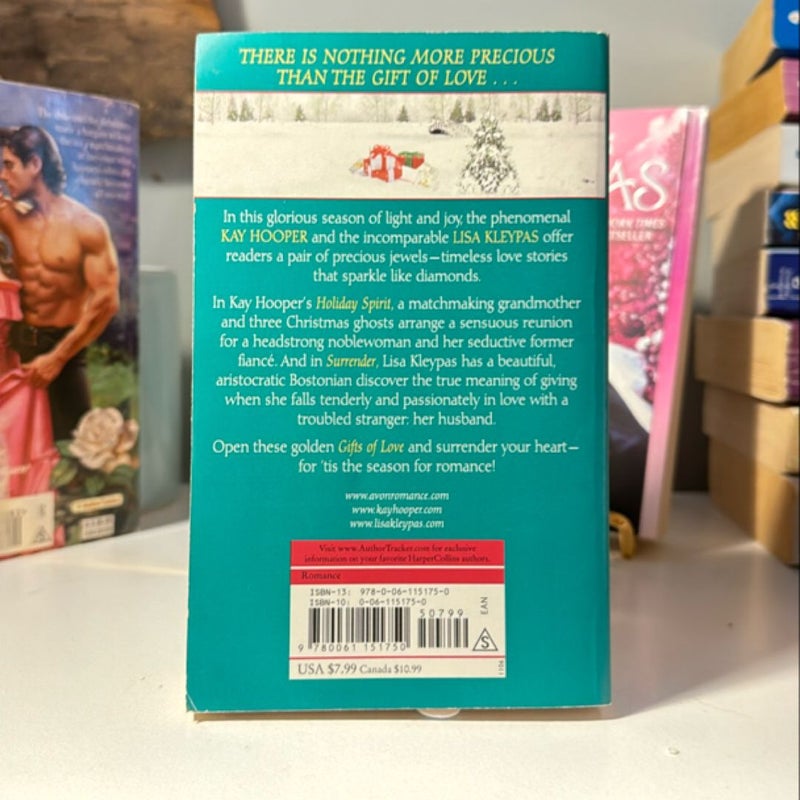 THERE IS NOTHING MORE PRECIOUS
THAN THE GIFT OF LOVE . . .
In this glorious season of light and joy, the phenomenal
KAY HOOPER and the incomparable LISA KLEYPAS offer
readers a pair of precious jewels—timeless love stories
that sparkle like diamonds.
In Kay Hooper's Holiday Spirit, a matchmaking grandmother
and three Christmas ghosts arrange a sensuous reunion
for a headstrong noblewoman and her seductive former
fiancé. And in Surrender, Lisa Kleypas has a beautiful,
aristocratic Bostonian discover the true meaning of giving
when she falls tenderly and passionately in love with a
troubled stranger: her husband.
Open these golden Gifts of Love and surrender your heart—
for 'tis the season for romance!
www.avonromance.com
www.kayhooper.com
www.lisakleypas.com
Visit www.AuthorTracker.com for exclusive
information on your favorite HarperCollins authors.
Romance
ISBN-13: 978-0-06-115175-0
ISBN-10: 0-06-115175-0
50799
EAN
S
9 780061 151750
USA $7.99 Canada $10.99
1106
AS
YORK TIMES